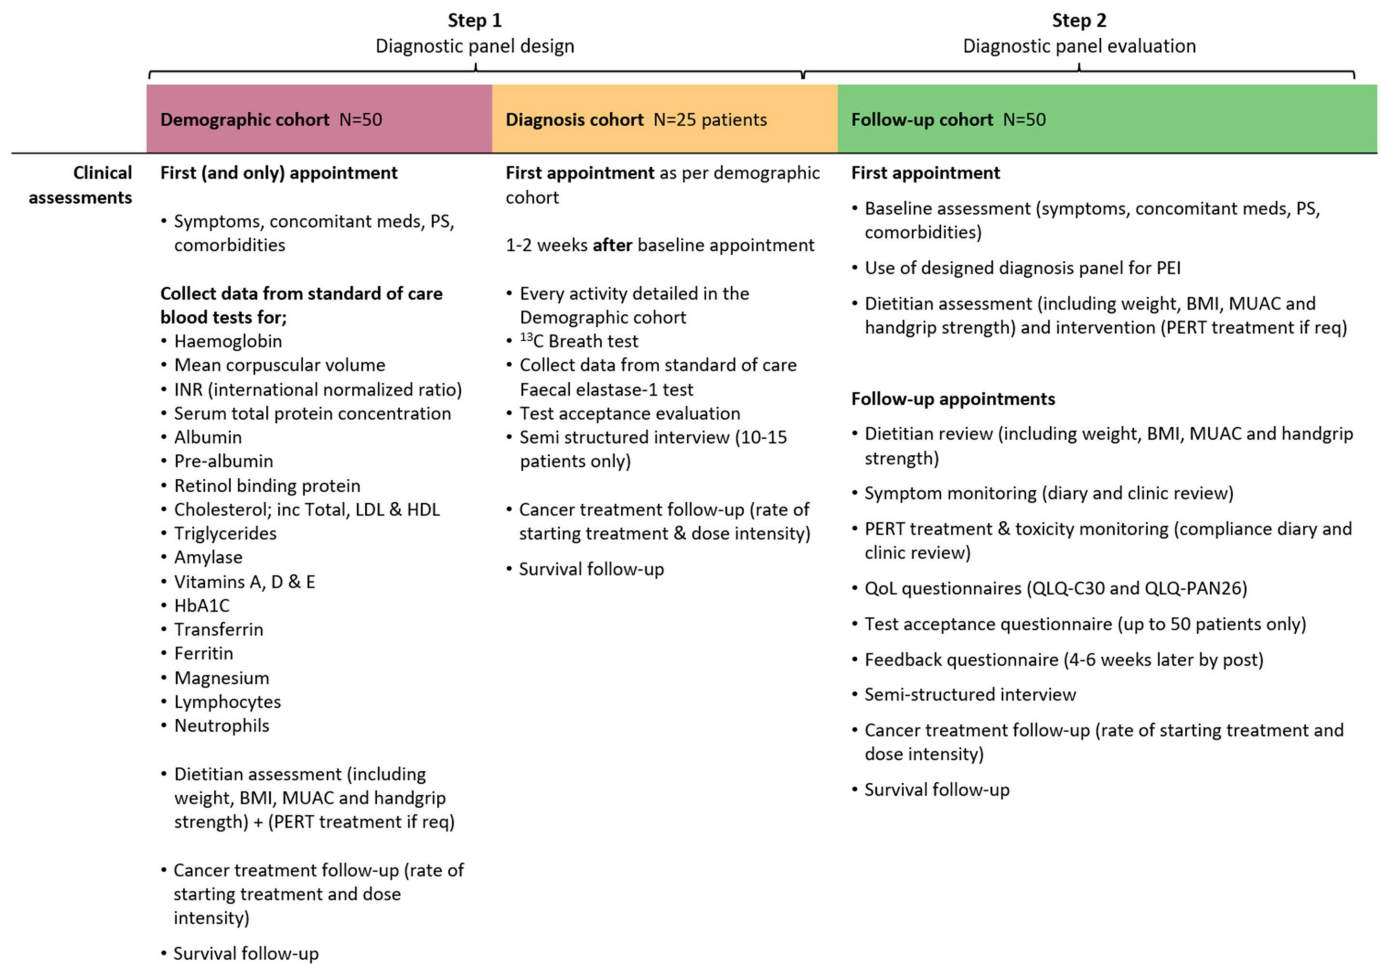 Step 1
Diagnostic panel design
Step 2
Diagnostic panel evaluation
Demographic cohort N=50
Diagnosis cohort N=25 patients
Follow-up cohort N=50
Clinical
assessments
First (and only) appointment
• Symptoms, concomitant meds, PS,
comorbidities
Collect data from standard of care
blood tests for;
• Haemoglobin
• Mean corpuscular volume
• INR (international normalized ratio)
• Serum total protein concentration
• Albumin
• Pre-albumin
• Retinol binding protein
• Cholesterol; inc Total, LDL & HDL
• Triglycerides
• Amylase
• Vitamins A, D & E
• HbA1C
• Transferrin
• Ferritin
• Magnesium
• Lymphocytes
• Neutrophils
• Dietitian assessment (including
weight, BMI, MUAC and handgrip
strength) + (PERT treatment if req)
• Cancer treatment follow-up (rate of
starting treatment and dose
intensity)
• Survival follow-up
First appointment as per demographic
cohort
1-2 weeks after baseline appointment
• Every activity detailed in the
Demographic cohort
• ¹³C Breath test
• Collect data from standard of care
Faecal elastase-1 test
• Test acceptance evaluation
• Semi structured interview (10-15
patients only)
• Cancer treatment follow-up (rate of
starting treatment & dose intensity)
• Survival follow-up
First appointment
• Baseline assessment (symptoms, concomitant meds, PS,
comorbidities)
• Use of designed diagnosis panel for PEI
• Dietitian assessment (including weight, BMI, MUAC and
handgrip strength) and intervention (PERT treatment if req)
Follow-up appointments
• Dietitian review (including weight, BMI, MUAC and handgrip
strength)
• Symptom monitoring (diary and clinic review)
• PERT treatment & toxicity monitoring (compliance diary and
clinic review)
• QoL questionnaires (QLQ-C30 and QLQ-PAN26)
• Test acceptance questionnaire (up to 50 patients only)
• Feedback questionnaire (4-6 weeks later by post)
• Semi-structured interview
• Cancer treatment follow-up (rate of starting treatment and
dose intensity)
• Survival follow-up